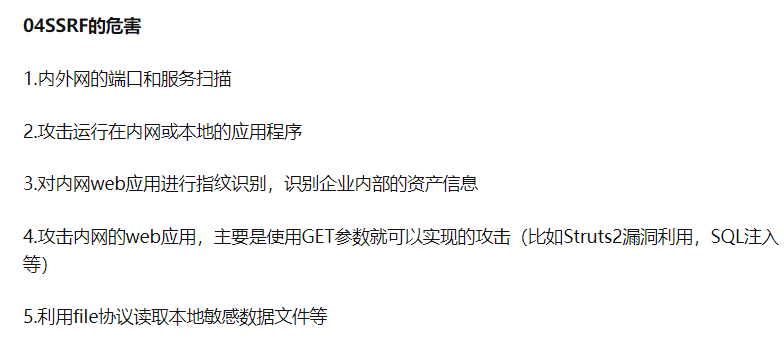 04SSRF的危害
1.内外网的端口和服务扫描
2.攻击运行在内网或本地的应用程序
3.对内网web应用进行指纹识别，识别企业内部的资产信息
4.攻击内网的web应用，主要是使用GET参数就可以实现的攻击（比如Struts2漏洞利用，SQL注入
等）
5.利用file协议读取本地敏感数据文件等